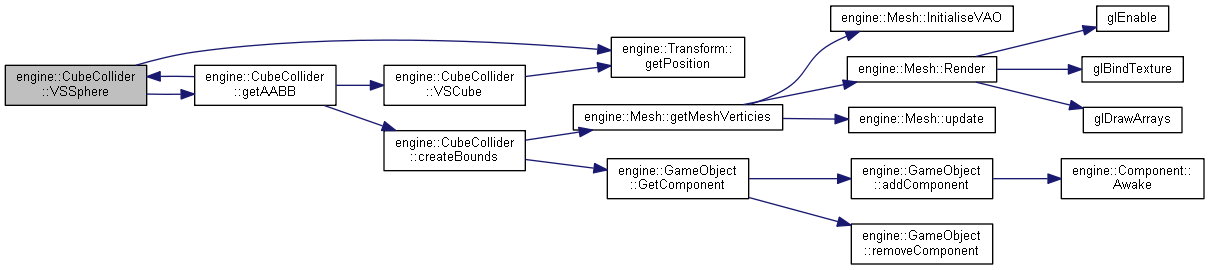 engine::CubeCollider
::VSSphere
engine::CubeCollider
::getAABB
engine::CubeCollider
::VSCube
engine::CubeCollider
::createBounds
engine::Transform::
getPosition
engine::Mesh::getMeshVerticies
engine::GameObject
::GetComponent
engine::Mesh::InitialiseVAO
engine::Mesh::Render
engine::Mesh::update
engine::GameObject
::addComponent
engine::GameObject
::removeComponent
glEnable
glBindTexture
glDrawArrays
engine::Component::
Awake